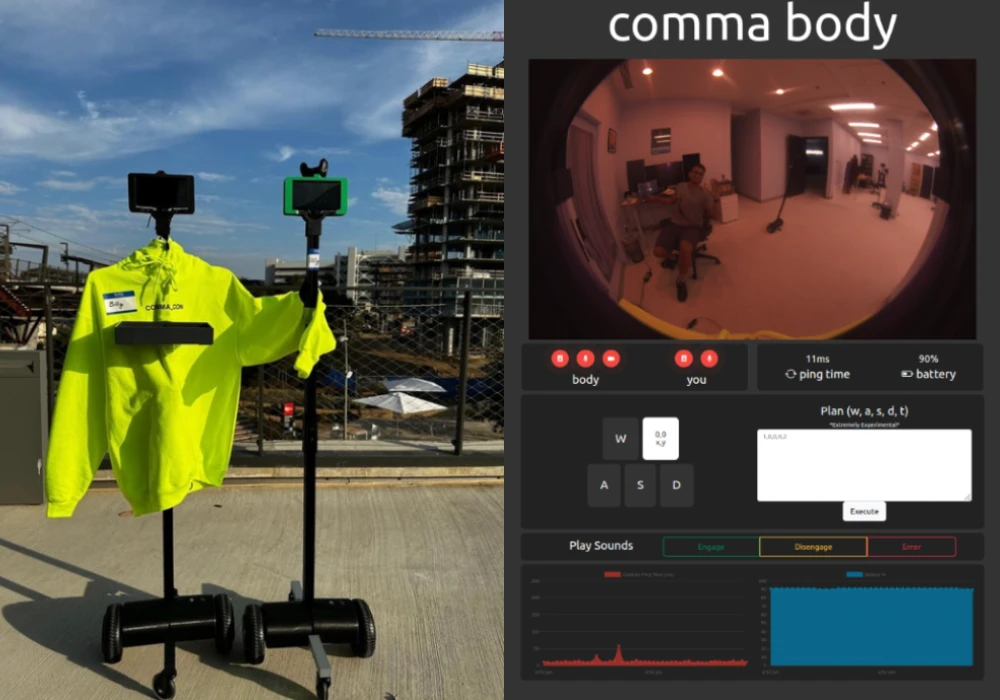 Billy
COMMA_CON
comma body
body
you
11ms
ping time
90%
battery
W
0,0
x,y
A
S
D
Plan (w, a, s, d, t)
*Extremely Experimental*
Execute
Play Sounds
Engage
Disengage
Error